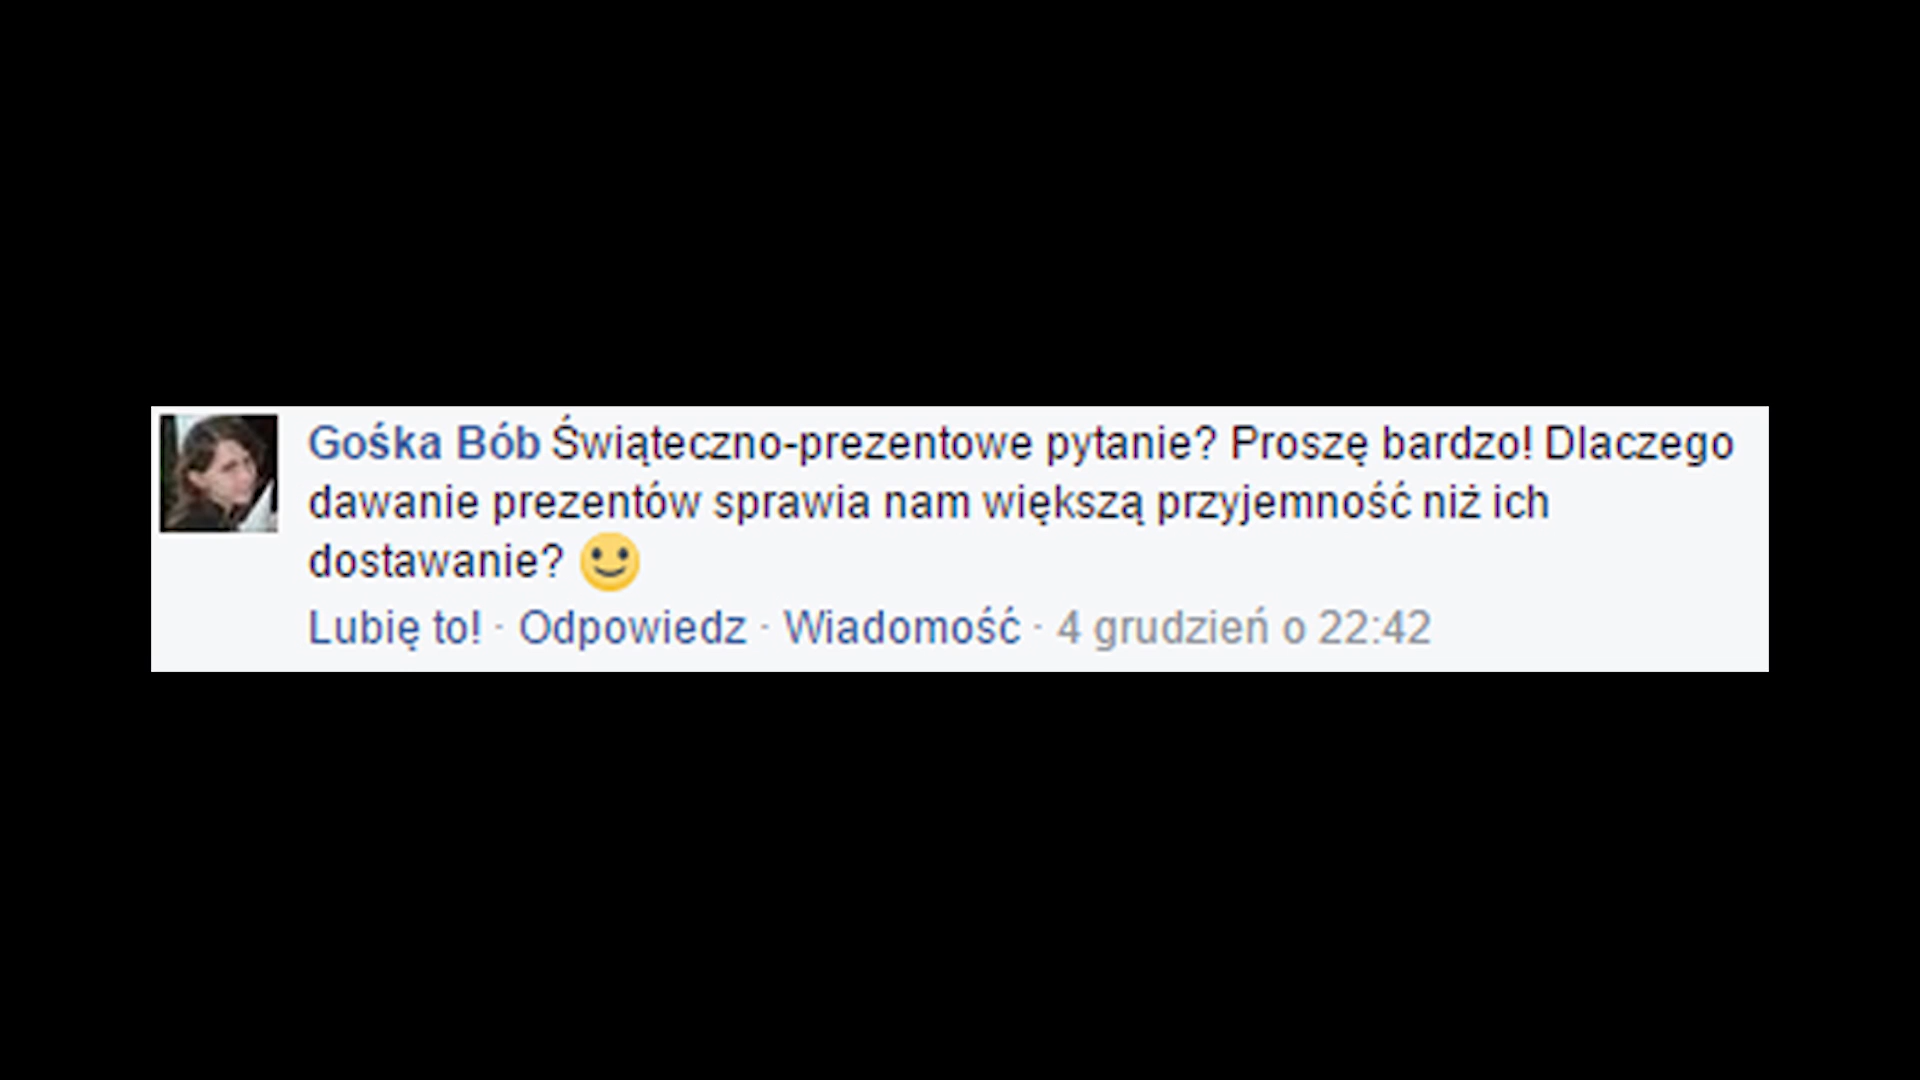 Gośka Bób Świąteczno-prezentowe pytanie? Proszę bardzo! Dlaczego
dawanie prezentów sprawia nam większą przyjemność niż ich
dostawanie? 🙂
Lubię to! · Odpowiedz · Wiadomość · 4 grudzień o 22:42